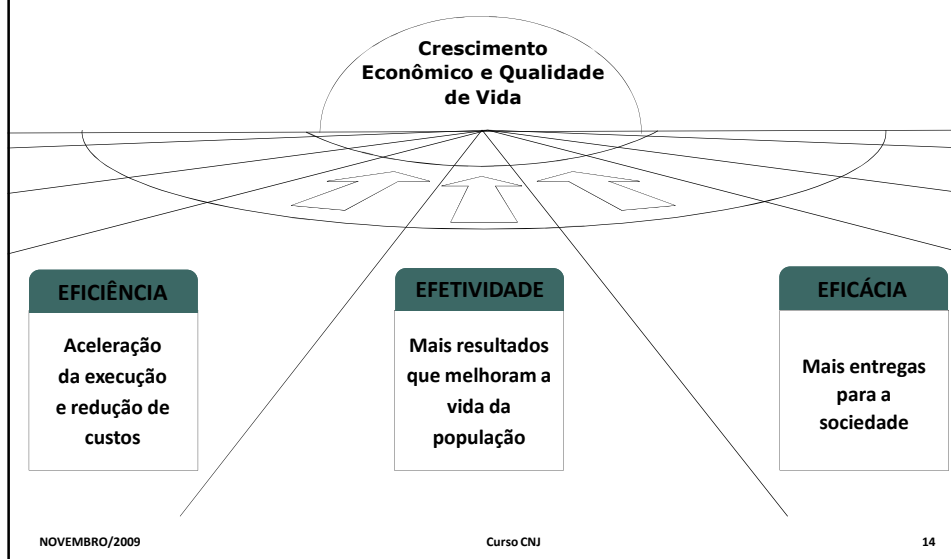 Crescimento
Econômico e Qualidade
de Vida
EFICIÊNCIA
Aceleração
da execução
e redução de
custos
EFETIVIDADE
Mais resultados
que melhoram a
vida da
população
EFICÁCIA
Mais entregas
para a
sociedade
NOVEMBRO/2009
Curso CNJ
14